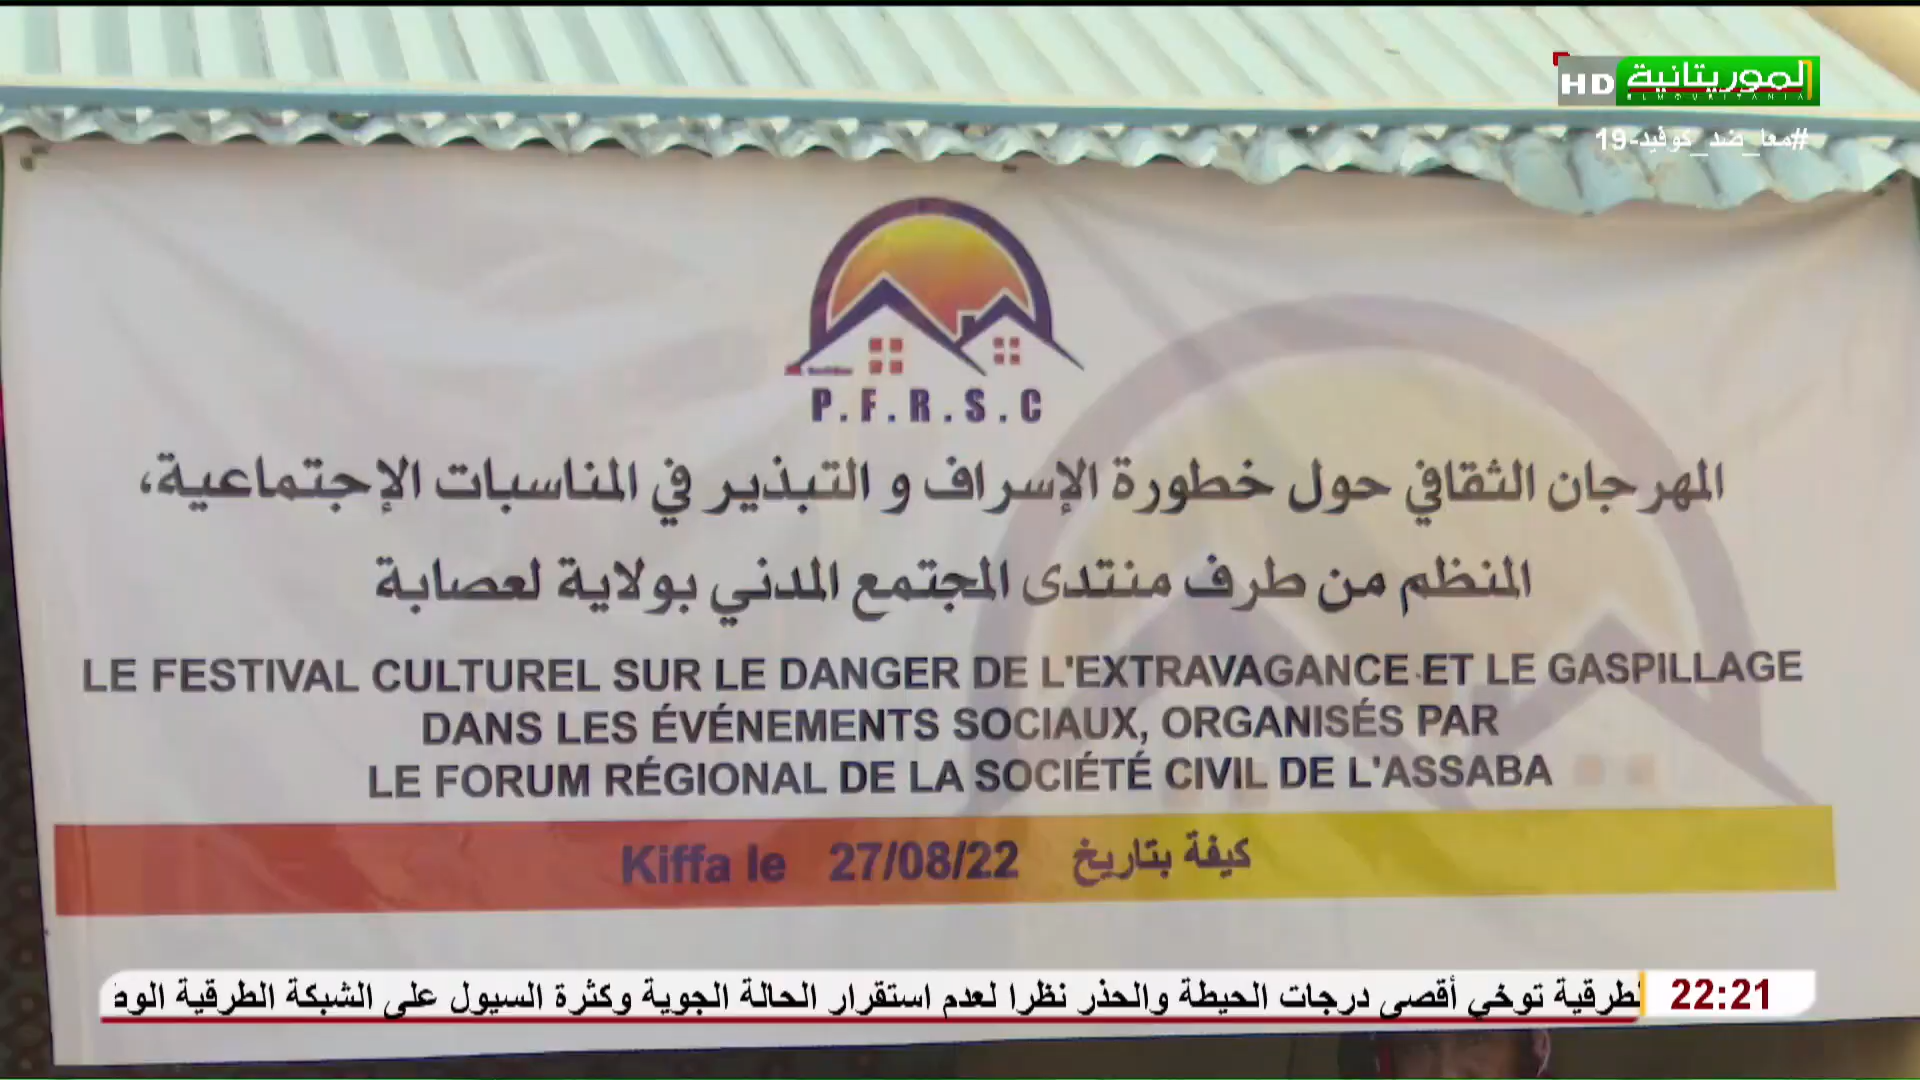 HD الموريتانية
ELMOURITANIA
#معا_ضد_كوفيد-19
P.F.R.S.C
المهرجان الثقافي حول خطورة الإسراف و التبذير في المناسبات الإجتماعية،
المنظم من طرف منتدى المجتمع المدني بولاية لعصابة
LE FESTIVAL CULTUREL SUR LE DANGER DE L'EXTRAVAGANCE ET LE GASPILLAGE
DANS LES ÉVÉNEMENTS SOCIAUX, ORGANISÉS PAR
LE FORUM RÉGIONAL DE LA SOCIÉTÉ CIVIL DE L'ASSABA
Kiffa le 27/08/22 كيفة بتاريخ
لطرقية توخي أقصى درجات الحيطة والحذر نظرا لعدم استقرار الحالة الجوية وكثرة السيول على الشبكة الطرقية الوط
22:21